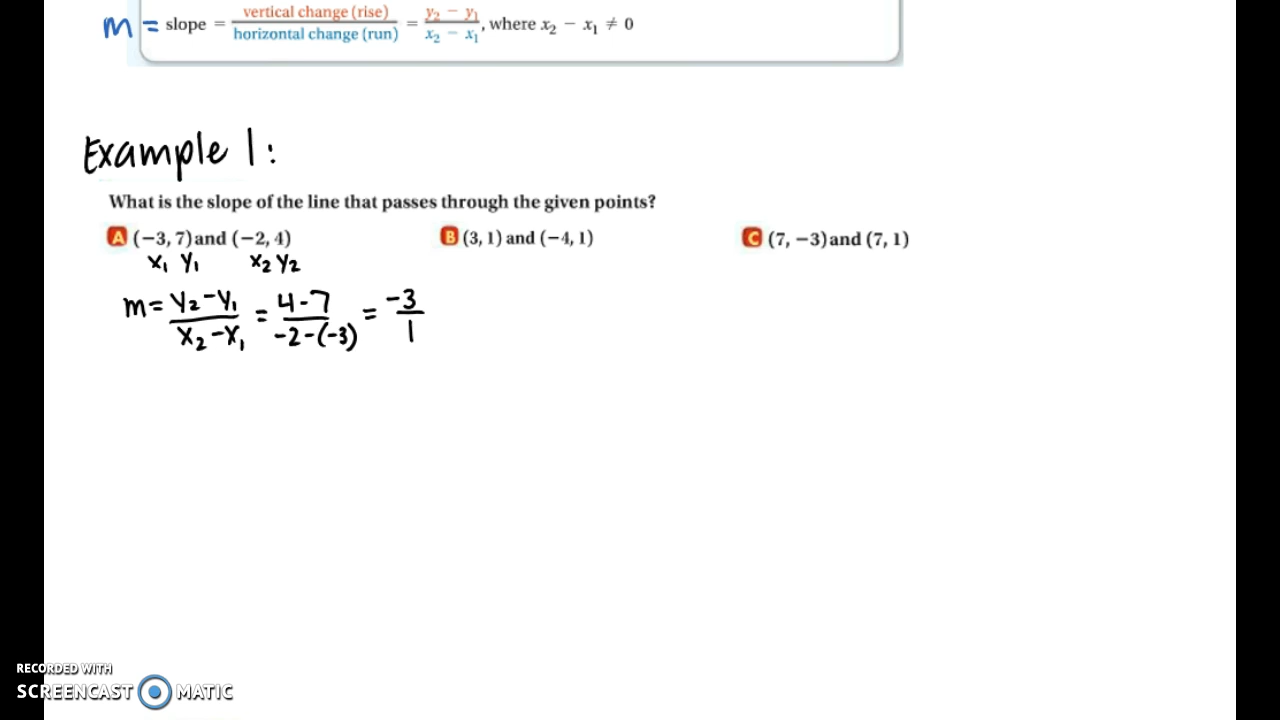 m = slope = vertical change (rise) / horizontal change (run) = y₂ − y₁ / x₂ − x₁, where x₂ − x₁ ≠ 0
Example 1:
What is the slope of the line that passes through the given points?
A (−3, 7) and (−2, 4) B (3, 1) and (−4, 1) C (7, −3) and (7, 1)
x₁ y₁ x₂ y₂
m = y₂ − y₁ / x₂ − x₁ = 4 − 7 / −2 − (−3) = −3 / 1
RECORDED WITH
SCREENCAST MATIC